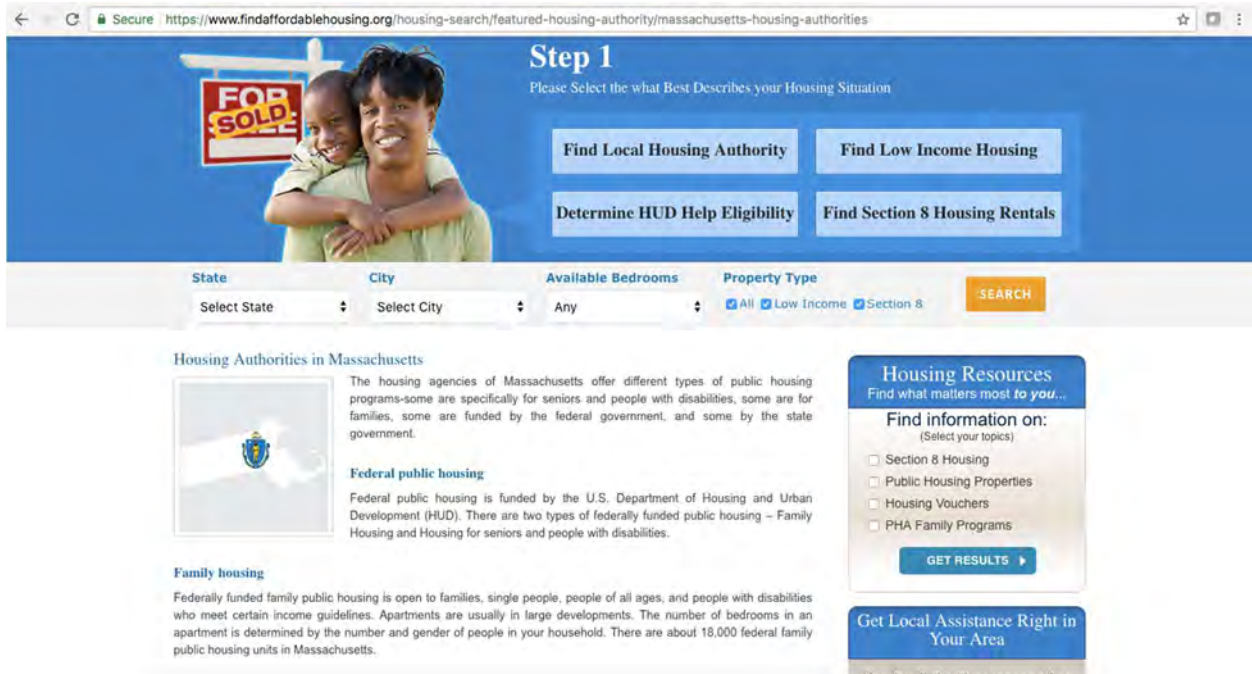 Secure https://www.findaffordablehousing.org/housing-search/featured-housing-authority/massachusetts-housing-authorities
FOR
SOLD
Step 1
Please Select the what Best Describes your Housing Situation
Find Local Housing Authority
Find Low Income Housing
Determine HUD Help Eligibility
Find Section 8 Housing Rentals
State
City
Available Bedrooms
Property Type
Select State
Select City
Any
All Low Income Section 8
SEARCH
Housing Authorities in Massachusetts
The housing agencies of Massachusetts offer different types of public housing
programs-some are specifically for seniors and people with disabilities, some are for
families, some are funded by the federal government, and some by the state
government.
Federal public housing
Federal public housing is funded by the U.S. Department of Housing and Urban
Development (HUD). There are two types of federally funded public housing – Family
Housing and Housing for seniors and people with disabilities.
Family housing
Federally funded family public housing is open to families, single people, people of all ages, and people with disabilities
who meet certain income guidelines. Apartments are usually in large developments. The number of bedrooms in an
apartment is determined by the number and gender of people in your household. There are about 18,000 federal family
public housing units in Massachusetts.
Housing Resources
Find what matters most to you...
Find information on:
(Select your topics)
Section 8 Housing
Public Housing Properties
Housing Vouchers
PHA Family Programs
GET RESULTS
Get Local Assistance Right in
Your Area